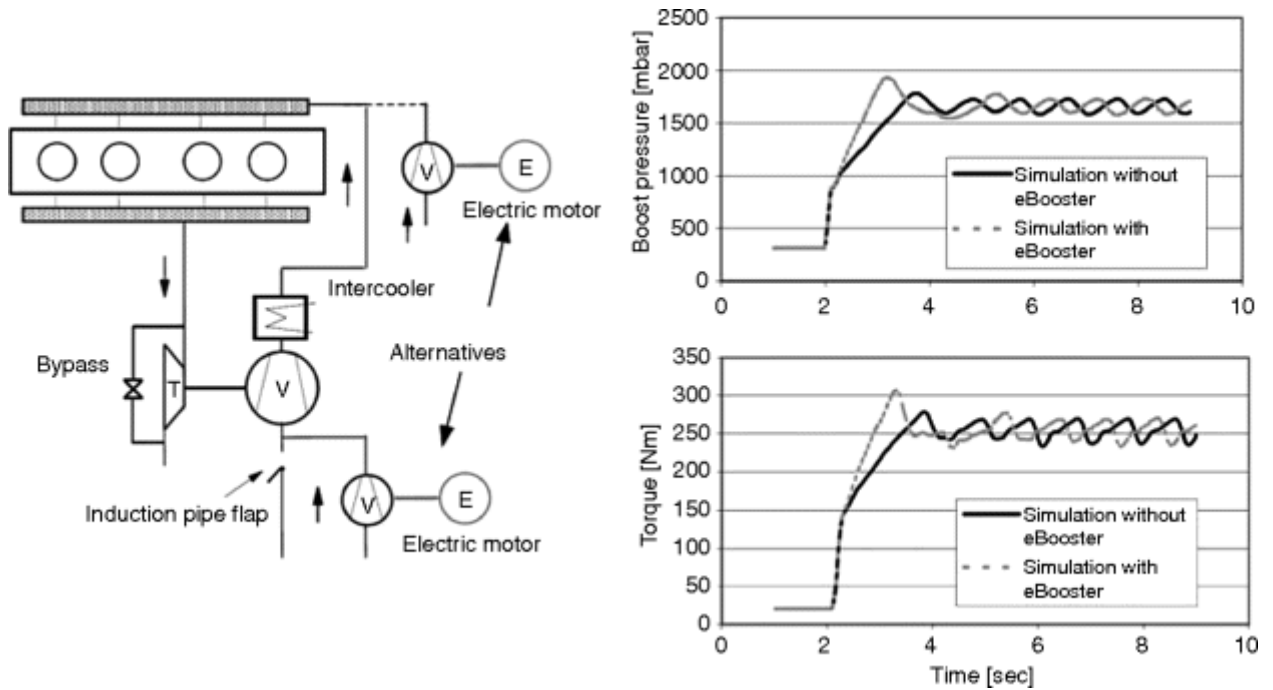 V
E
Electric motor
Intercooler
Bypass
T
V
Alternatives
Induction pipe flap
V
E
Electric motor
Boost pressure [mbar]
2500
2000
1500
1000
500
0
0 2 4 6 8 10
Simulation without
eBooster
Simulation with
eBooster
Torque [Nm]
350
300
250
200
150
100
50
0
0 2 4 6 8 10
Simulation without
eBooster
Simulation with
eBooster
Time [sec]